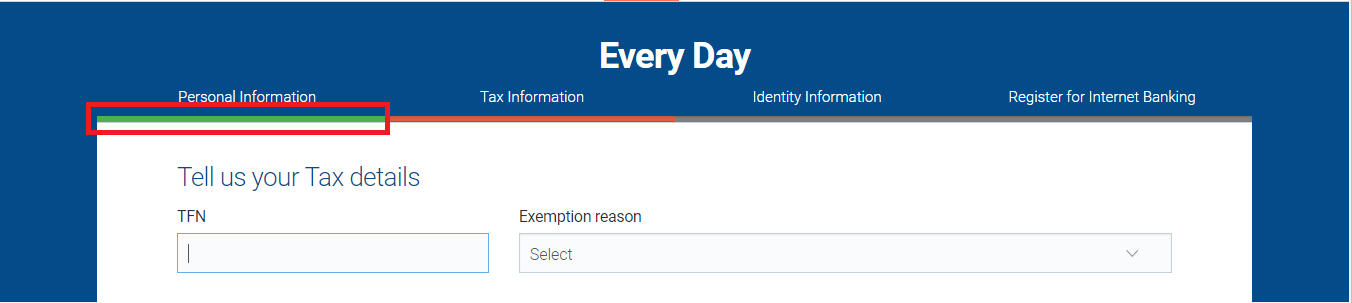 Every Day
Personal Information Tax Information Identity Information Register for Internet Banking
Tell us your Tax details
TFN Exemption reason
Select